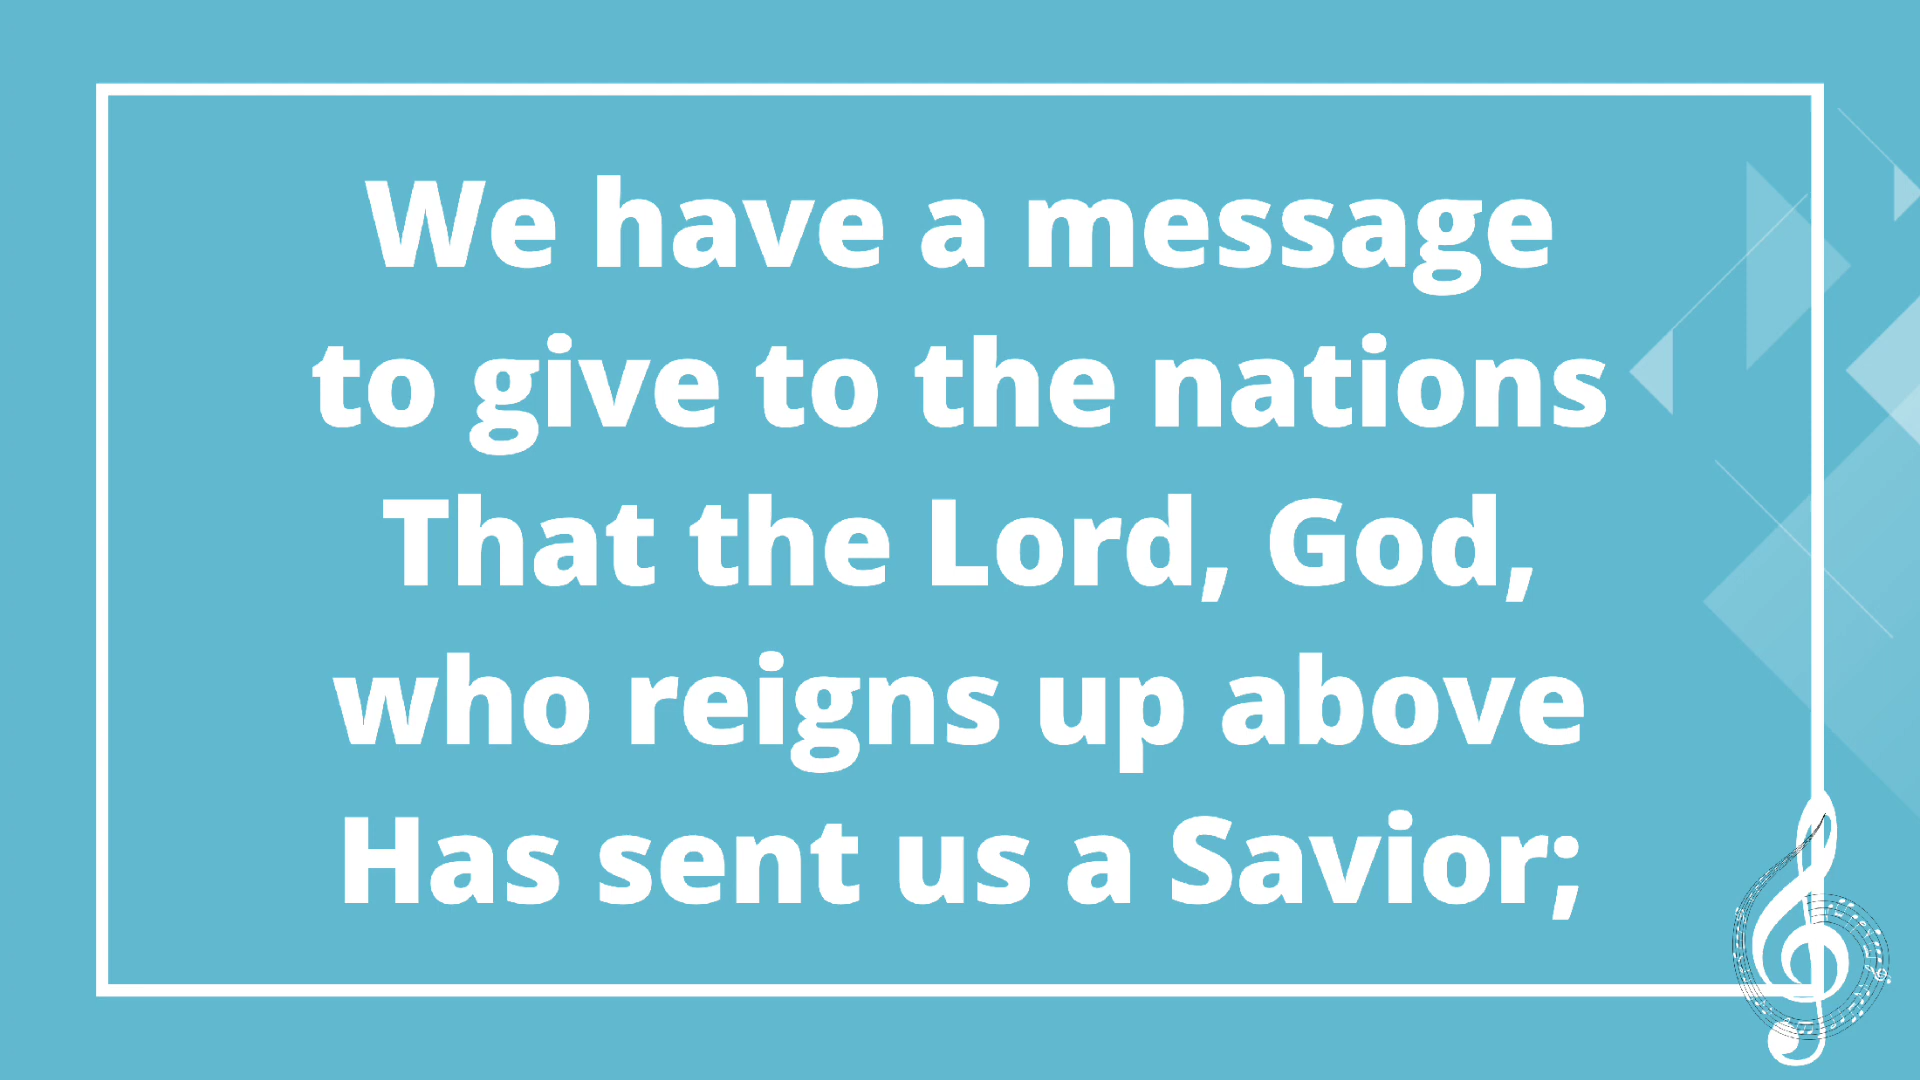 We have a message
to give to the nations
That the Lord, God,
who reigns up above
Has sent us a Savior;